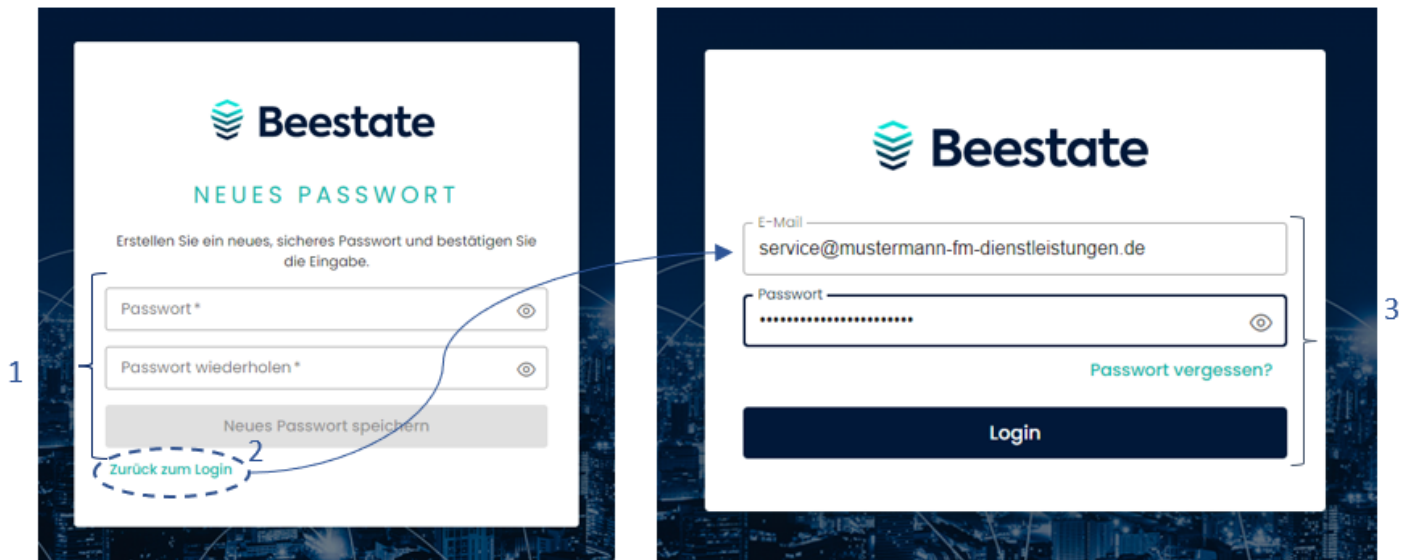 Beestate
NEUES PASSWORT
Erstellen Sie ein neues, sicheres Passwort und bestätigen Sie
die Eingabe.
1
Passwort*
Passwort wiederholen*
Neues Passwort speichern
2
Zurück zum Login
Beestate
E-Mail
service@mustermann-fm-dienstleistungen.de
Passwort
•••••••••••••••••••••••
3
Passwort vergessen?
Login